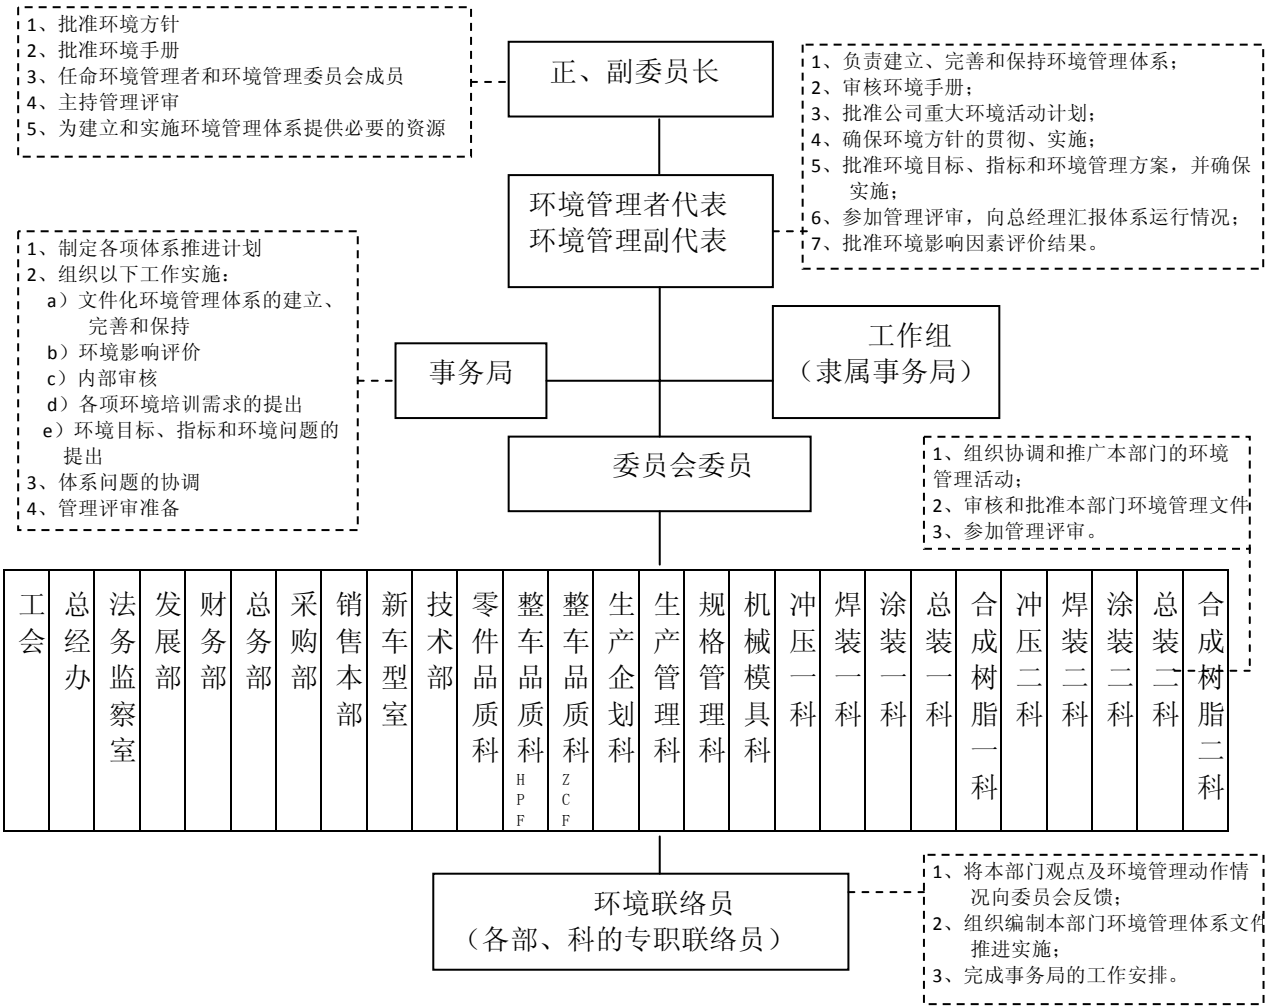 1、批准环境方针
2、批准环境手册
3、任命环境管理者和环境管理委员会成员
4、主持管理评审
5、为建立和实施环境管理体系提供必要的资源
正、副委员长
1、负责建立、完善和保持环境管理体系；
2、审核环境手册；
3、批准公司重大环境活动计划；
4、确保环境方针的贯彻、实施；
5、批准环境目标、指标和环境管理方案，并确保
实施；
6、参加管理评审，向总经理汇报体系运行情况；
7、批准环境影响因素评价结果。
环境管理者代表
环境管理副代表
1、制定各项体系推进计划
2、组织以下工作实施：
a）文件化环境管理体系的建立、
完善和保持
b）环境影响评价
c）内部审核
d）各项环境培训需求的提出
e）环境目标、指标和环境问题的
提出
3、体系问题的协调
4、管理评审准备
事务局
工作组
（隶属事务局）
委员会委员
1、组织协调和推广本部门的环境
管理活动；
2、审核和批准本部门环境管理文件
3、参加管理评审。
工会
总经办
法务监察室
发展部
财务部
总务部
采购部
销售本部
新车型室
技术部
零件品质科
整车品质科HPF
整车品质科ZCF
生产企划科
生产管理科
规格管理科
机械模具科
冲压一科
焊装一科
涂装一科
总装一科
合成树脂一科
冲压二科
焊装二科
涂装二科
总装二科
合成树脂二科
环境联络员
（各部、科的专职联络员）
1、将本部门观点及环境管理动作情
况向委员会反馈；
2、组织编制本部门环境管理体系文件
推进实施；
3、完成事务局的工作安排。